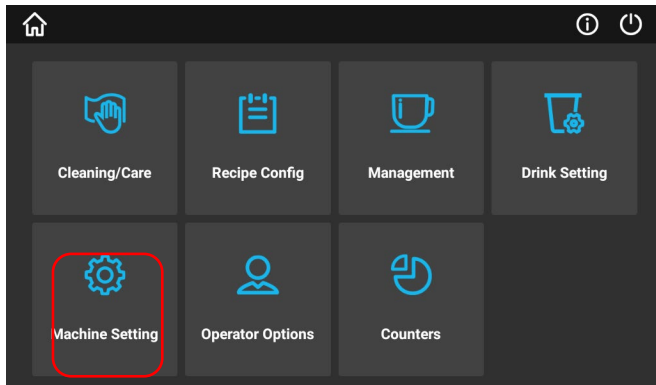 Cleaning/Care
Recipe Config
Management
Drink Setting
Machine Setting
Operator Options
Counters